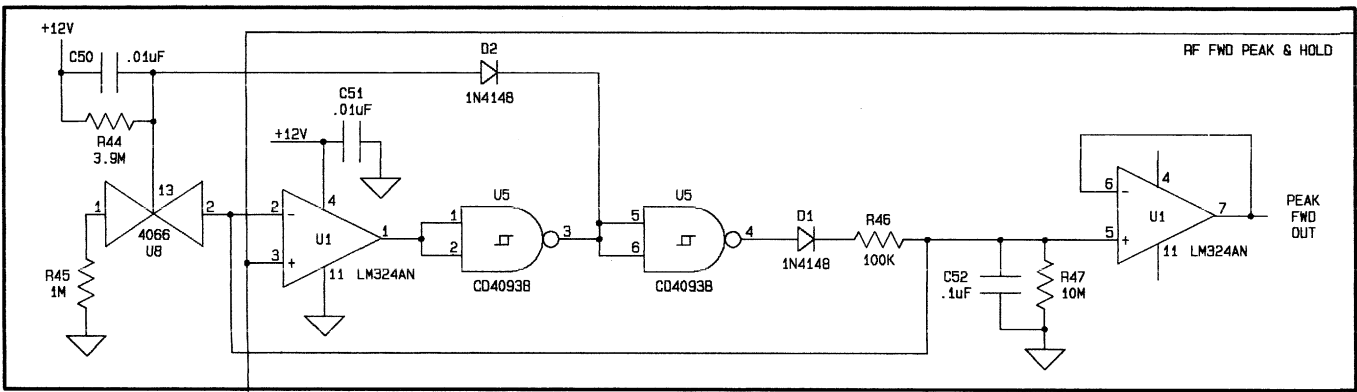 +12V
C50
.01uF
D2
1N4148
RF FWD PEAK & HOLD
R44
3.9M
C51
.01uF
+12V
13
1
2
4066
U8
R45
1M
2
-
3
+
4
U1
1
11
LM324AN
U5
1
2
3
CD4093B
U5
5
6
4
CD4093B
D1
1N4148
R46
100K
C52
.1uF
R47
10M
6
-
5
+
4
U1
7
11
LM324AN
PEAK
FWD
OUT